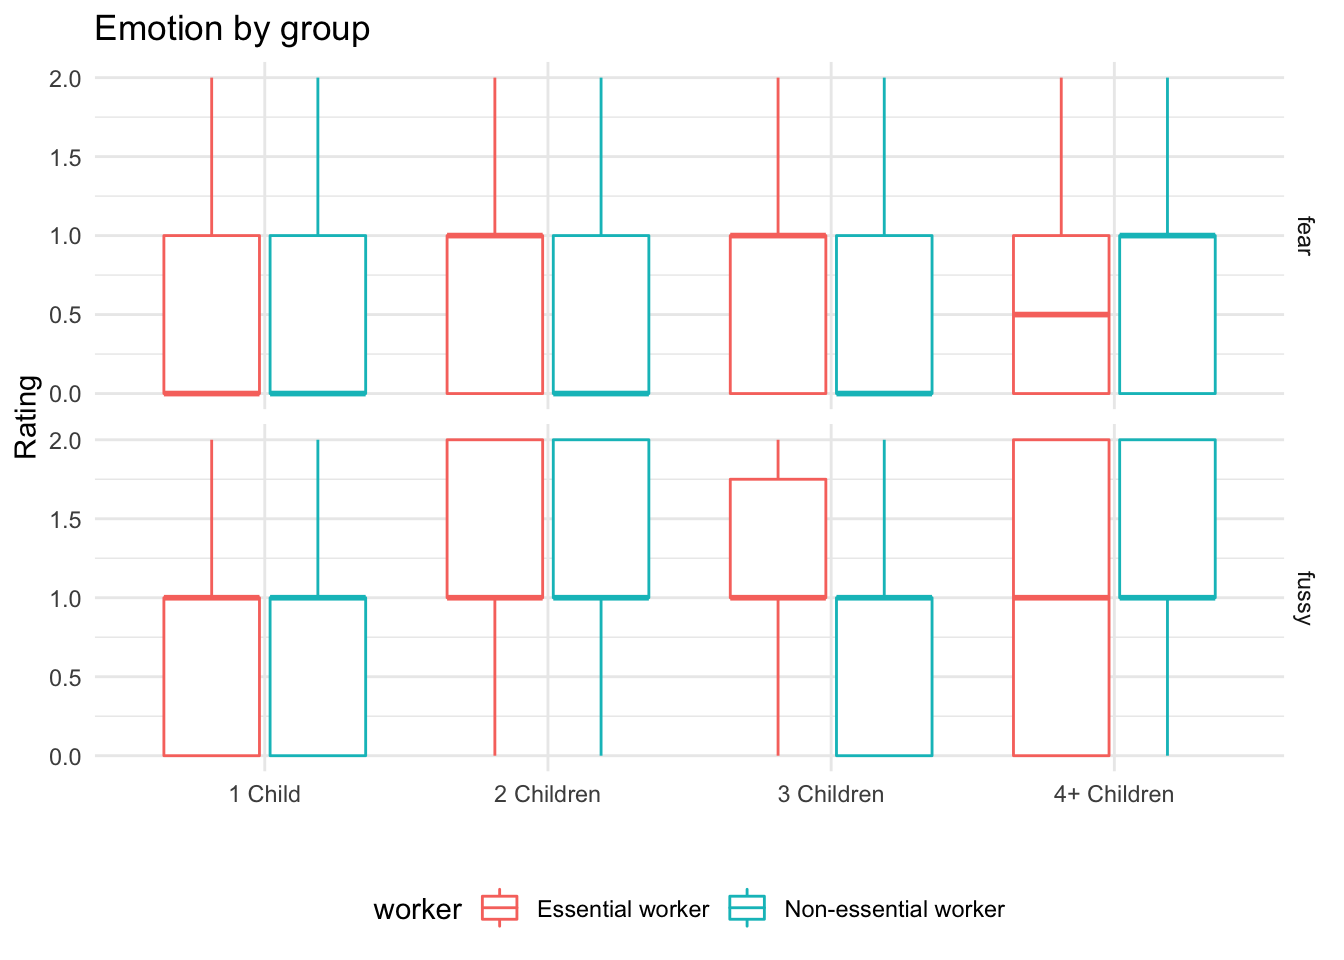 Emotion by group
Rating
2.0
1.5
1.0
0.5
0.0
fear
2.0
1.5
1.0
0.5
0.0
fussy
1 Child 2 Children 3 Children 4+ Children
worker Essential worker Non-essential worker